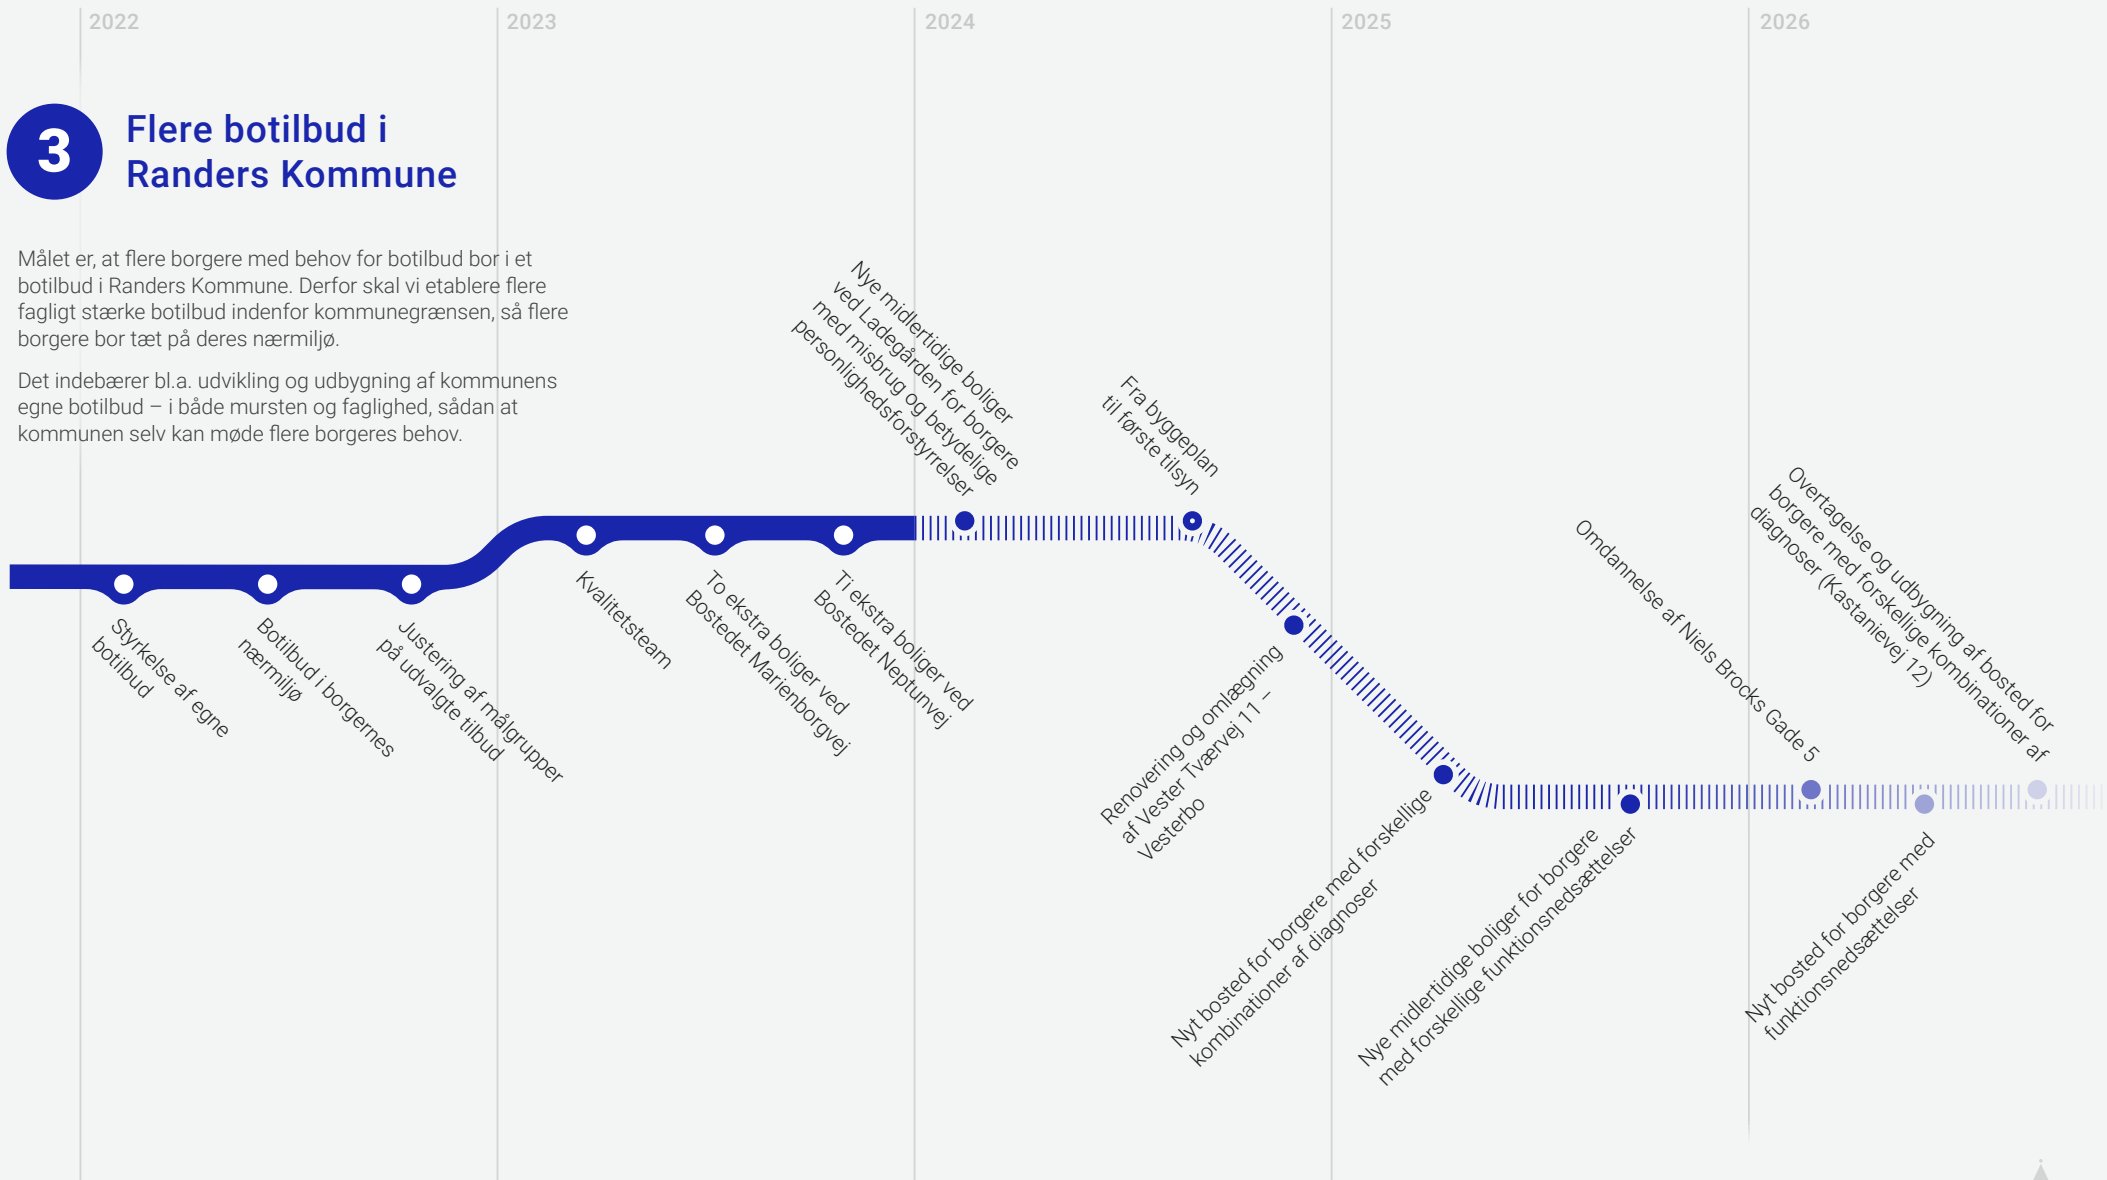 2022
2023
2024
2025
2026
3
Flere botilbud i
Randers Kommune
Målet er, at flere borgere med behov for botilbud bor i et
botilbud i Randers Kommune. Derfor skal vi etablere flere
fagligt stærke botilbud indenfor kommunegrænsen, så flere
borgere bor tæt på deres nærmiljø.
Det indebærer bl.a. udvikling og udbygning af kommunens
egne botilbud – i både mursten og faglighed, sådan at
kommunen selv kan møde flere borgeres behov.
Styrkelse af egne
botilbud
Botilbud i borgernes
nærmiljø
Justering af målgrupper
på udvalgte tilbud
Kvalitetsteam
To ekstra boliger ved
Bostedet Marienborgvej
Ti ekstra boliger ved
Bostedet Neptunvej
Nye midlertidige boliger
ved Ladegården for borgere
med misbrug og betydelige
personlighedsforstyrrelser
Fra byggeplan
til første tilsyn
Renovering og omlægning
af Vester Tværvej 11 –
Vesterbo
Nyt bosted for borgere med forskellige
kombinationer af diagnoser
Nye midlertidige boliger for borgere
med forskellige funktionsnedsættelser
Omdannelse af Niels Brocks Gade 5
Nyt bosted for borgere med
funktionsnedsættelser
Overtagelse og udbygning af bosted for
borgere med forskellige kombinationer af
diagnoser (Kastanievej 12)